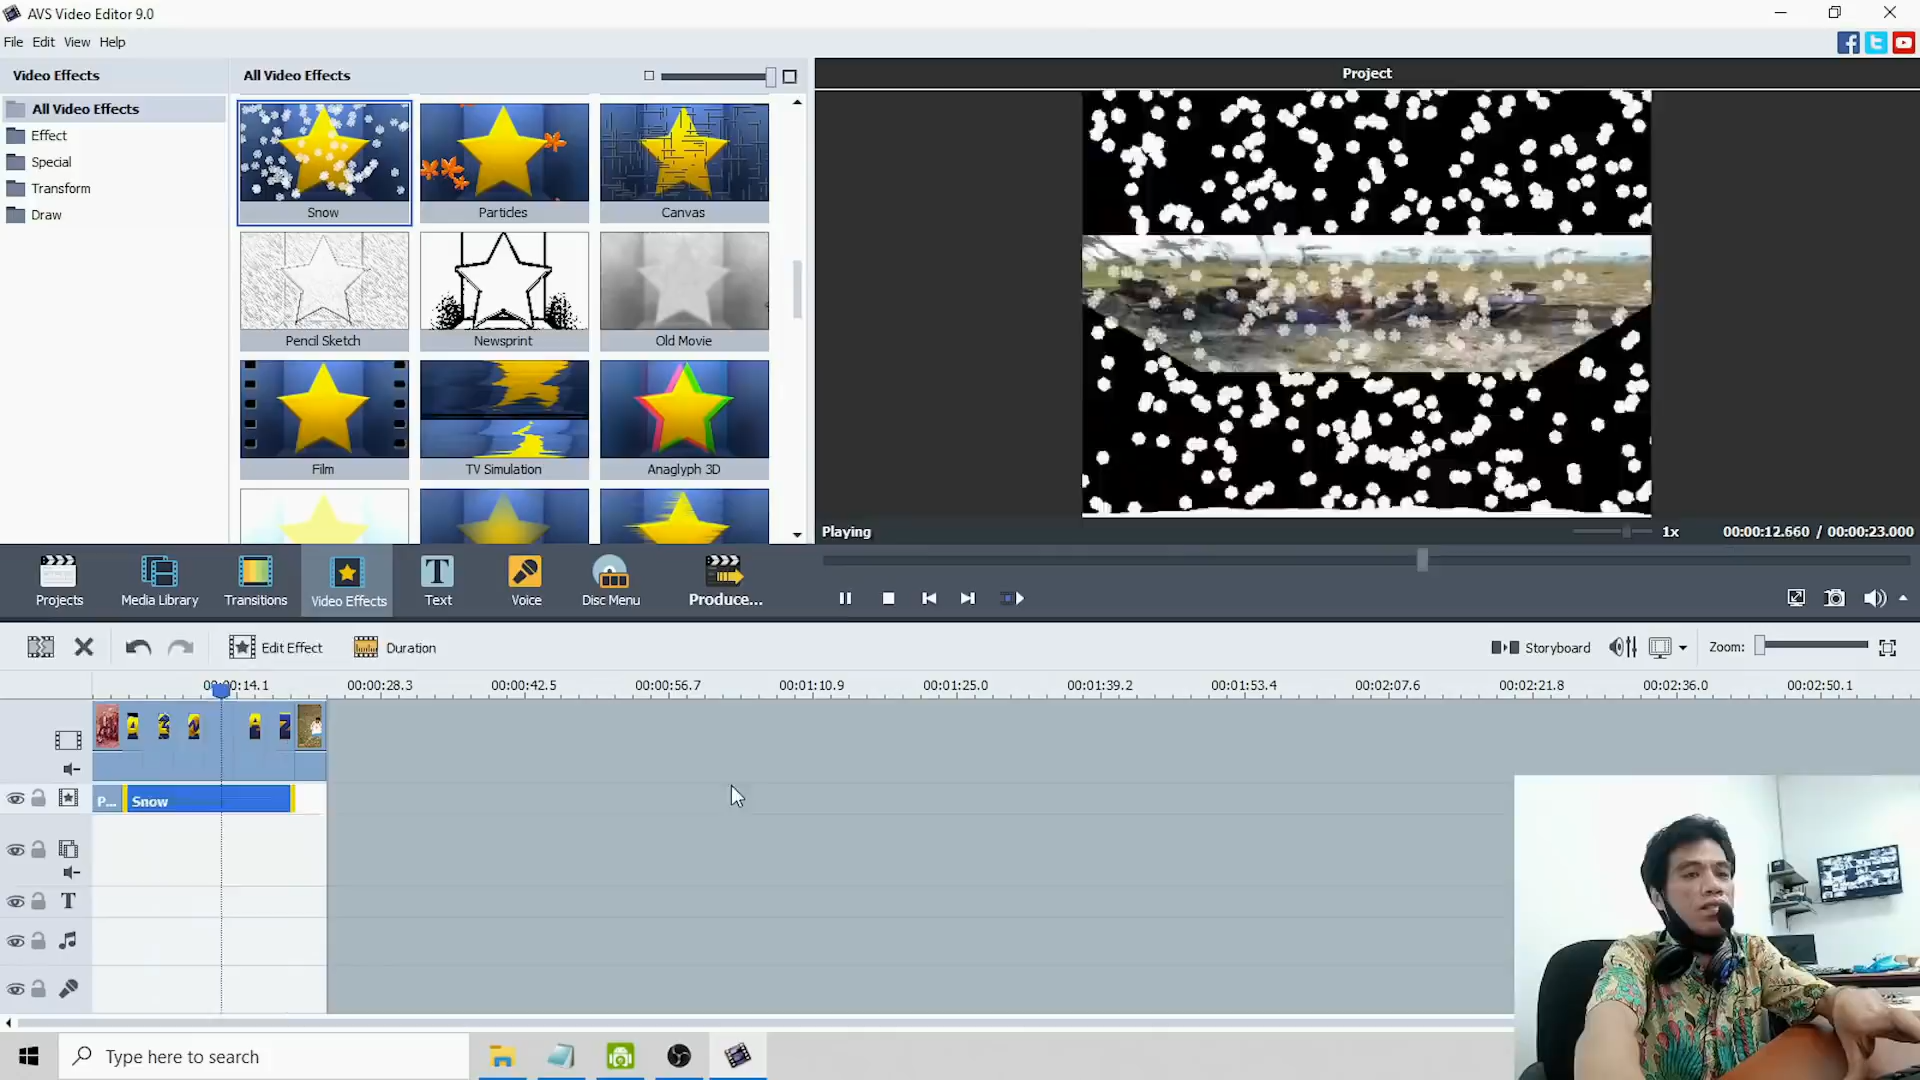 AVS Video Editor 9.0
File Edit View Help
Video Effects
All Video Effects
Project
All Video Effects
Effect
Special
Transform
Draw
Snow
Particles
Canvas
Pencil Sketch
Newsprint
Old Movie
Film
TV Simulation
Anaglyph 3D
Playing
1x
00:00:12.660 / 00:00:23.000
Projects
Media Library
Transitions
Video Effects
Text
Voice
Disc Menu
Produce...
Edit Effect
Duration
Storyboard
Zoom:
00:00:14.1 00:00:28.3 00:00:42.5 00:00:56.7 00:01:10.9 00:01:25.0 00:01:39.2 00:01:53.4 00:02:07.6 00:02:21.8 00:02:36.0 00:02:50.1
P... Snow
Type here to search